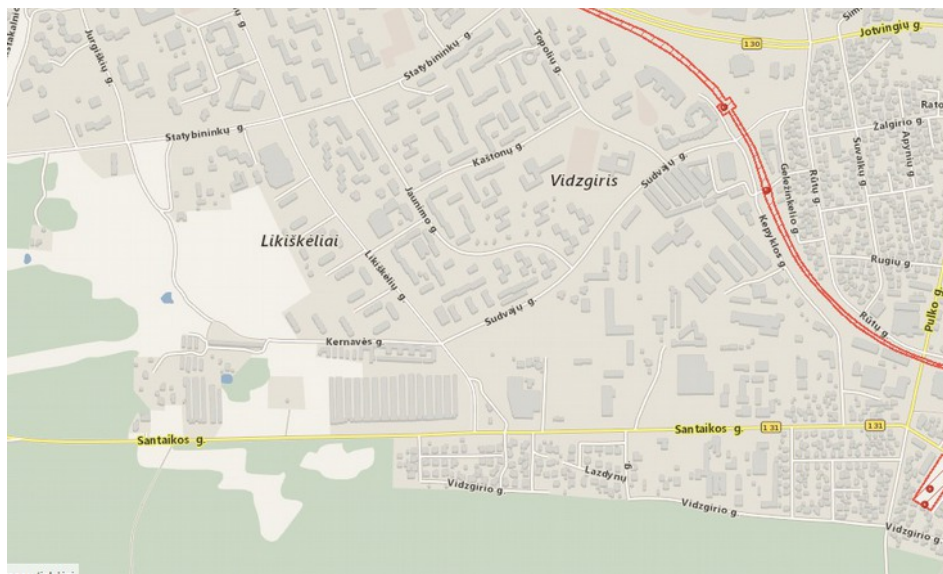 Jurgiškių g.
Statybininkų g.
Topolių g.
130
Jotvingių g.
Statybininkų g.
Kaštonų g.
Vidzgiris
Sudvajų g.
Žalgirio g.
Suvalkų g.
Apynių g.
Geležinkelio g.
Rūtų g.
Likiškėliai
Jaunimo g.
Likiškėlių g.
Kepyklos g.
Rugių g.
Pulko g.
Rūtų g.
Sudvajų g.
Kernavės g.
Santaikos g.
Santaikos g.
131
131
Lazdynų g.
Vidzgirio g.
Vidzgirio g.
Vidzgirio g.